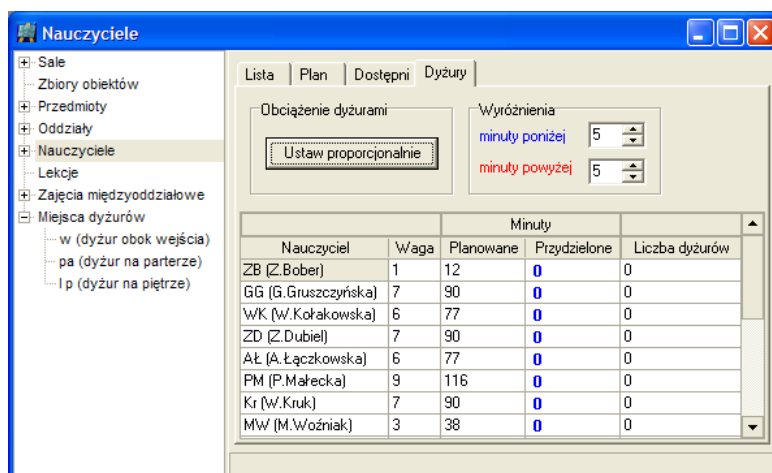 Nauczyciele
Sale
Zbiory obiektów
Przedmioty
Oddziały
Nauczyciele
Lekcje
Zajęcia międzyoddziałowe
Miejsca dyżurów
w (dyżur obok wejścia)
pa (dyżur na parterze)
I p (dyżur na piętrze)
Lista Plan Dostępni Dyżury
Obciążenie dyżurami
Ustaw proporcjonalnie
Wyróżnienia
minuty poniżej 5
minuty powyżej 5
Minuty
Nauczyciel Waga Planowane Przydzielone Liczba dyżurów
ZB (Z.Bober) 1 12 0 0
GG (G.Gruszczyńska) 7 90 0 0
WK (W.Kołakowska) 6 77 0 0
ZD (Z.Dubiel) 7 90 0 0
AŁ (A.Łączkowska) 6 77 0 0
PM (P.Małecka) 9 116 0 0
Kr (W.Kruk) 7 90 0 0
MW (M.Woźniak) 3 38 0 0